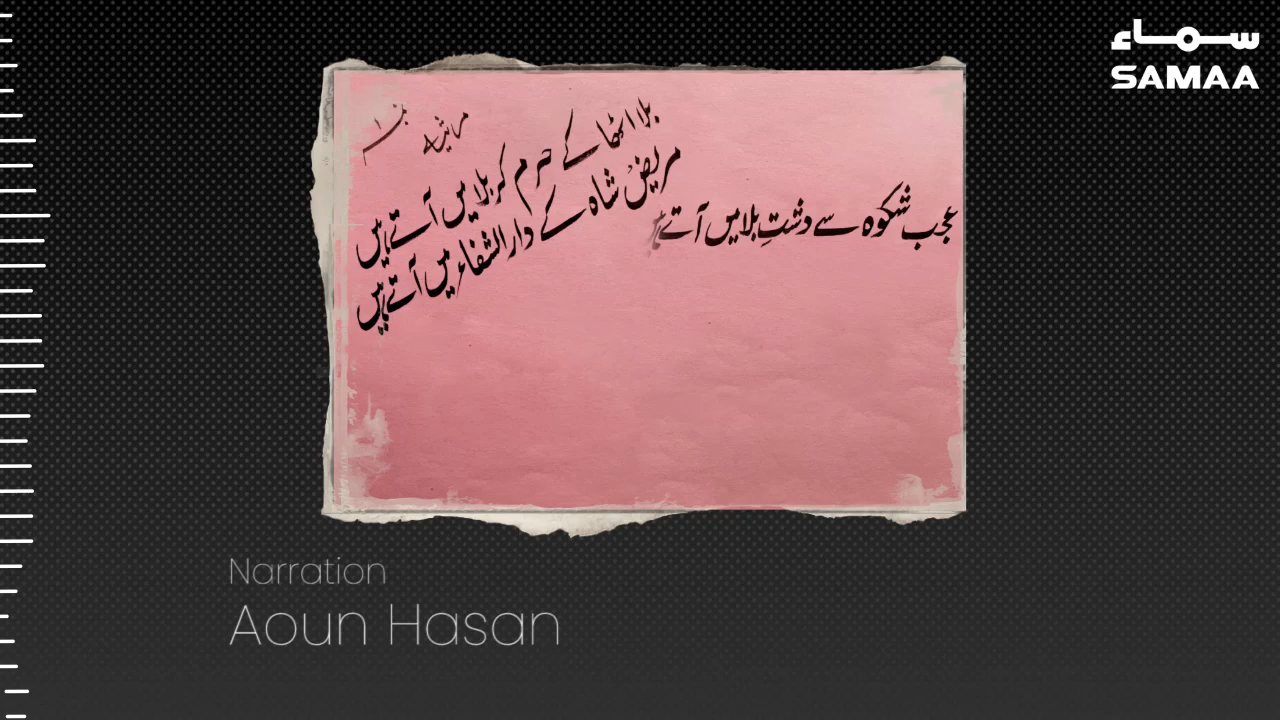 سماء
SAMAA
مرثیہ
بلا اٹھا کے حرم کربلا میں آتے ہیں
مریضِ شاہ کے دار الشفاء میں آتے ہیں
عجب شکوہ سے دشتِ بلا میں آتے ہیں
Narration
Aoun Hasan